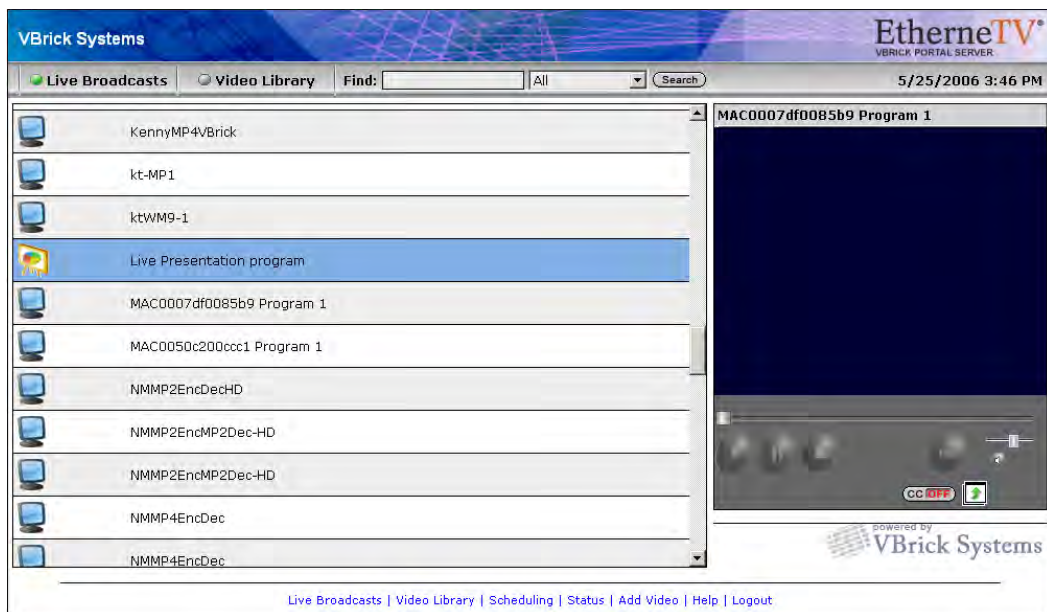 VBrick Systems
EtherneTV®
VBRICK PORTAL SERVER
Live Broadcasts Video Library Find: All Search 5/25/2006 3:46 PM
KennyMP4VBrick
kt-MP1
ktWM9-1
Live Presentation program
MAC0007df0085b9 Program 1
MAC0050c200ccc1 Program 1
NMMP2EncDecHD
NMMP2EncMP2Dec-HD
NMMP2EncMP2Dec-HD
NMMP4EncDec
NMMP4EncDec
MAC0007df0085b9 Program 1
CC OFF
powered by
VBrick Systems
Live Broadcasts | Video Library | Scheduling | Status | Add Video | Help | Logout